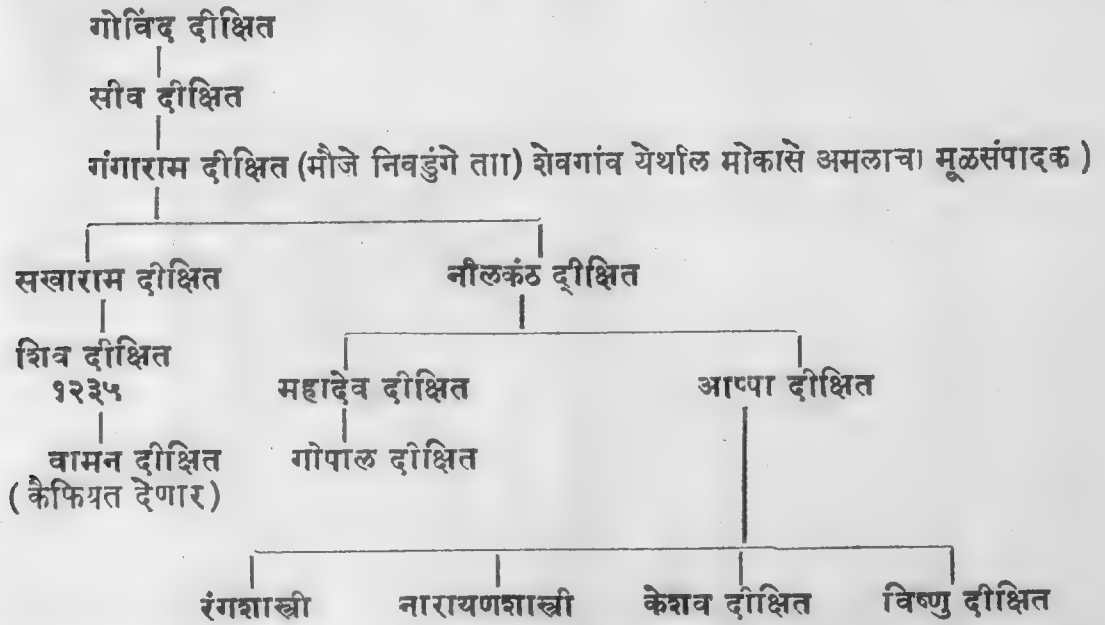 गोविंद दीक्षित
सीव दीक्षित
गंगाराम दीक्षित (मौजे निवडुंगे ताा) शेवगांव येथील मोकासे अमलाचा मूळसंपादक )
सखाराम दीक्षित नीलकंठ दीक्षित
शिव दीक्षित
१२३५ महादेव दीक्षित आप्पा दीक्षित
वामन दीक्षित गोपाल दीक्षित
( कैफियत देणार )
रंगशास्त्री नारायणशास्त्री केशव दीक्षित विष्णु दीक्षित